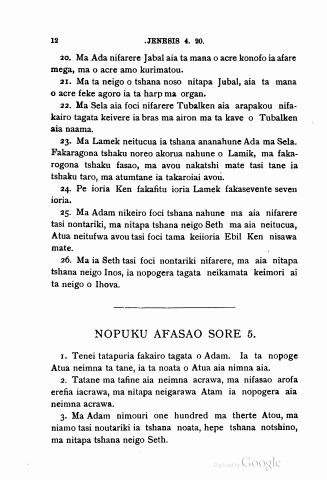 12 .JENESIS 4. 20.
20. Ma Ada nifarere Jabal aia ta mana o acre konofo ia afare
mega, ma o acre amo kurimatou.
21. Ma ta neigo o tshana noso nitapa Jubal, aia ta mana
o acre feke agoro ia ta harp ma organ.
22. Ma Sela aia foci nifarere Tubalken aia arapakou nifa-
kairo tagata keivere ia bras ma airon ma ta kave o Tubalken
aia naama.
23. Ma Lamek neitucua ia tshana ananahune Ada ma Sela.
Fakaragona tshaku noreo akorua nahune o Lamik, ma faka-
rogona tshaku fasao, ma avou nakatshi mate tasi tane ia
tshaku taro, ma atumtane ia takaroiai avou.
24. Pe ioria Ken fakafitu ioria Lamek fakasevente seven
ioria.
25. Ma Adam nikeiro foci tshana nahune ma aia nifarere
tasi nontariki, ma nitapa tshana neigo Seth ma aia neitucua,
Atua neitufwa avou tasi foci tama keiioria Ebil Ken nisawa
mate.
26. Ma ia Seth tasi foci nontariki nifarere, ma aia nitapa
tshana neigo Inos, ia nopogera tagata neikamata keimori ai
ta neigo o Ihova.
NOPUKU AFASAO SORE 5.
1. Tenei tatapuria fakairo tagata o Adam. Ia ta nopoge
Atua neimna ta tane, ia ta noata o Atua aia nimna aia.
2. Tatane ma tafine aia neimna acrawa, ma nifasao arofa
erefia iacrawa, ma nitapa neigarawa Atam ia nopogera aia
neimna acrawa.
3. Ma Adam nimouri one hundred ma therte Atou, ma
niamo tasi noutariki ia tshana noata, hepe tshana notshino,
ma nitapa tshana neigo Seth.
Digitized by Google